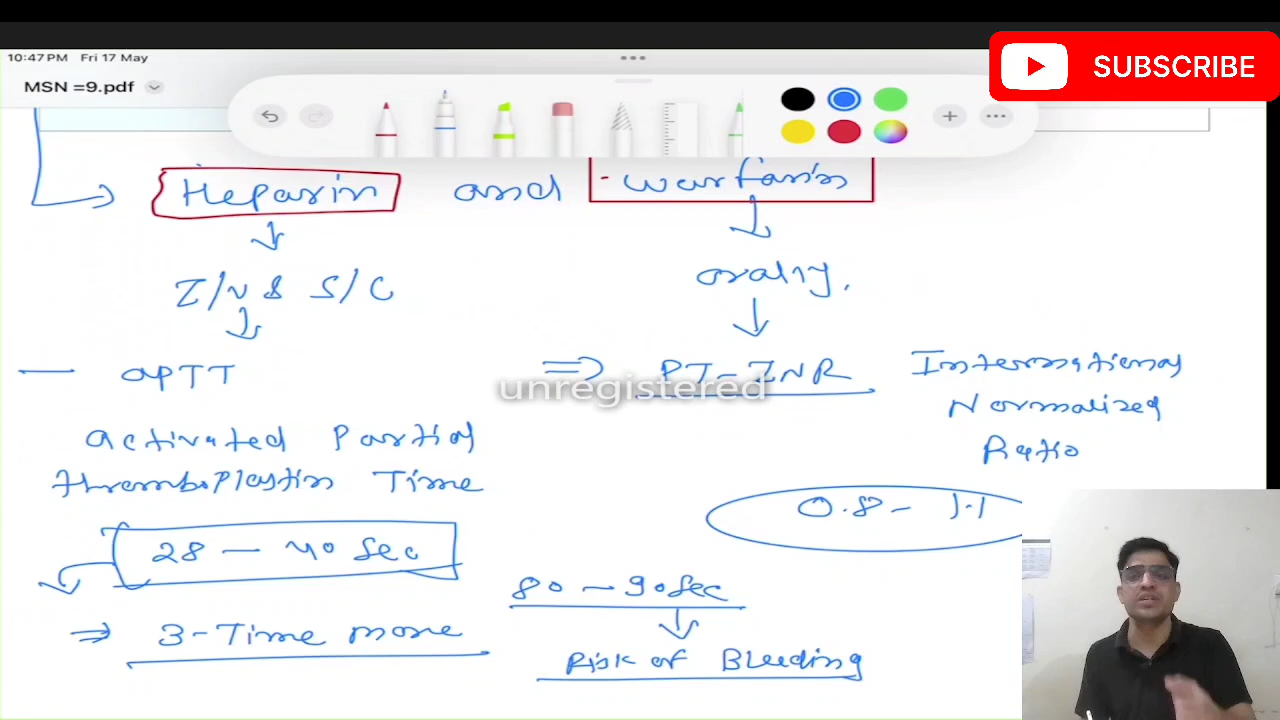 10:47 PM Fri 17 May
SUBSCRIBE
MSN =9.pdf
Heparin and warfarin
I/V & S/C
oraly.
aPTT
=> PT-INR
International
Normalized
Ratio
unregistered
activated Partial
thromboplastin Time
0.8 - 1.1
28 - 40 Sec
80 - 90 Sec
=> 3-Time more
Risk of Bleeding